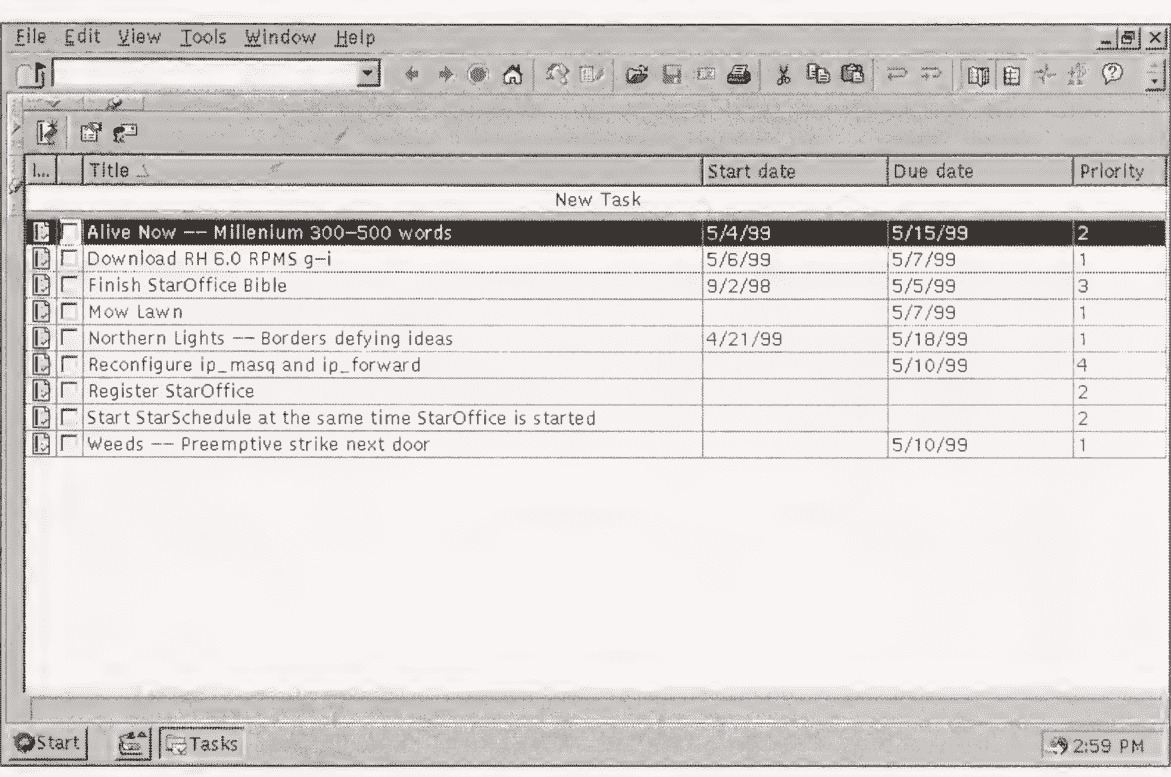 File Edit View Tools Window Help
I... Title Start date Due date Priority
New Task
Alive Now -- Millenium 300-500 words 5/4/99 5/15/99 2
Download RH 6.0 RPMS g-i 5/6/99 5/7/99 1
Finish StarOffice Bible 9/2/98 5/5/99 3
Mow Lawn 5/7/99 1
Northern Lights -- Borders defying ideas 4/21/99 5/18/99 1
Reconfigure ip_masq and ip_forward 5/10/99 4
Register StarOffice 2
Start StarSchedule at the same time StarOffice is started 2
Weeds -- Preemptive strike next door 5/10/99 1
Start Tasks 2:59 PM